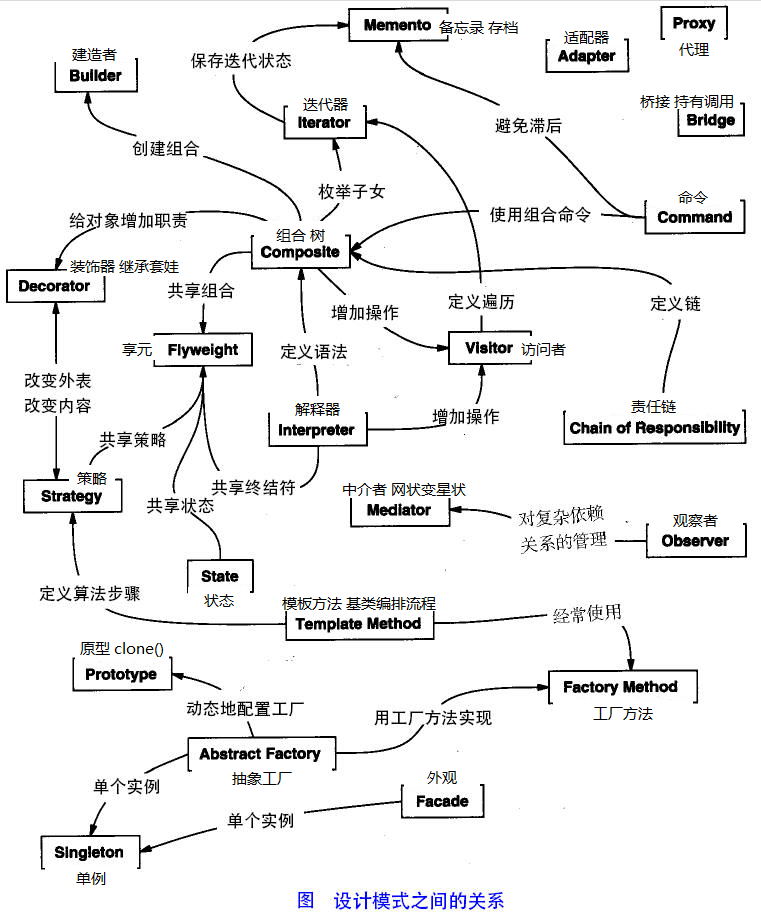 Memento 备忘录 存档
Proxy
代理
适配器
Adapter
建造者
Builder
保存迭代状态
迭代器
Iterator
桥接 持有调用
Bridge
避免滞后
创建组合
枚举子女
命令
Command
给对象增加职责
使用组合命令
组合 树
Composite
装饰器 继承套娃
Decorator
共享组合
增加操作
定义遍历
定义链
享元 Flyweight
定义语法
Visitor 访问者
改变外表
改变内容
解释器
Interpreter
增加操作
责任链
Chain of Responsibility
共享策略
策略
Strategy
共享终结符
共享状态
中介者 网状变星状
Mediator
对复杂依赖
关系的管理
观察者
Observer
State
状态
定义算法步骤
模板方法 基类编排流程
Template Method
经常使用
原型 clone()
Prototype
Factory Method
工厂方法
动态地配置工厂
用工厂方法实现
Abstract Factory
抽象工厂
单个实例
外观
Facade
单个实例
Singleton
单例
图 设计模式之间的关系